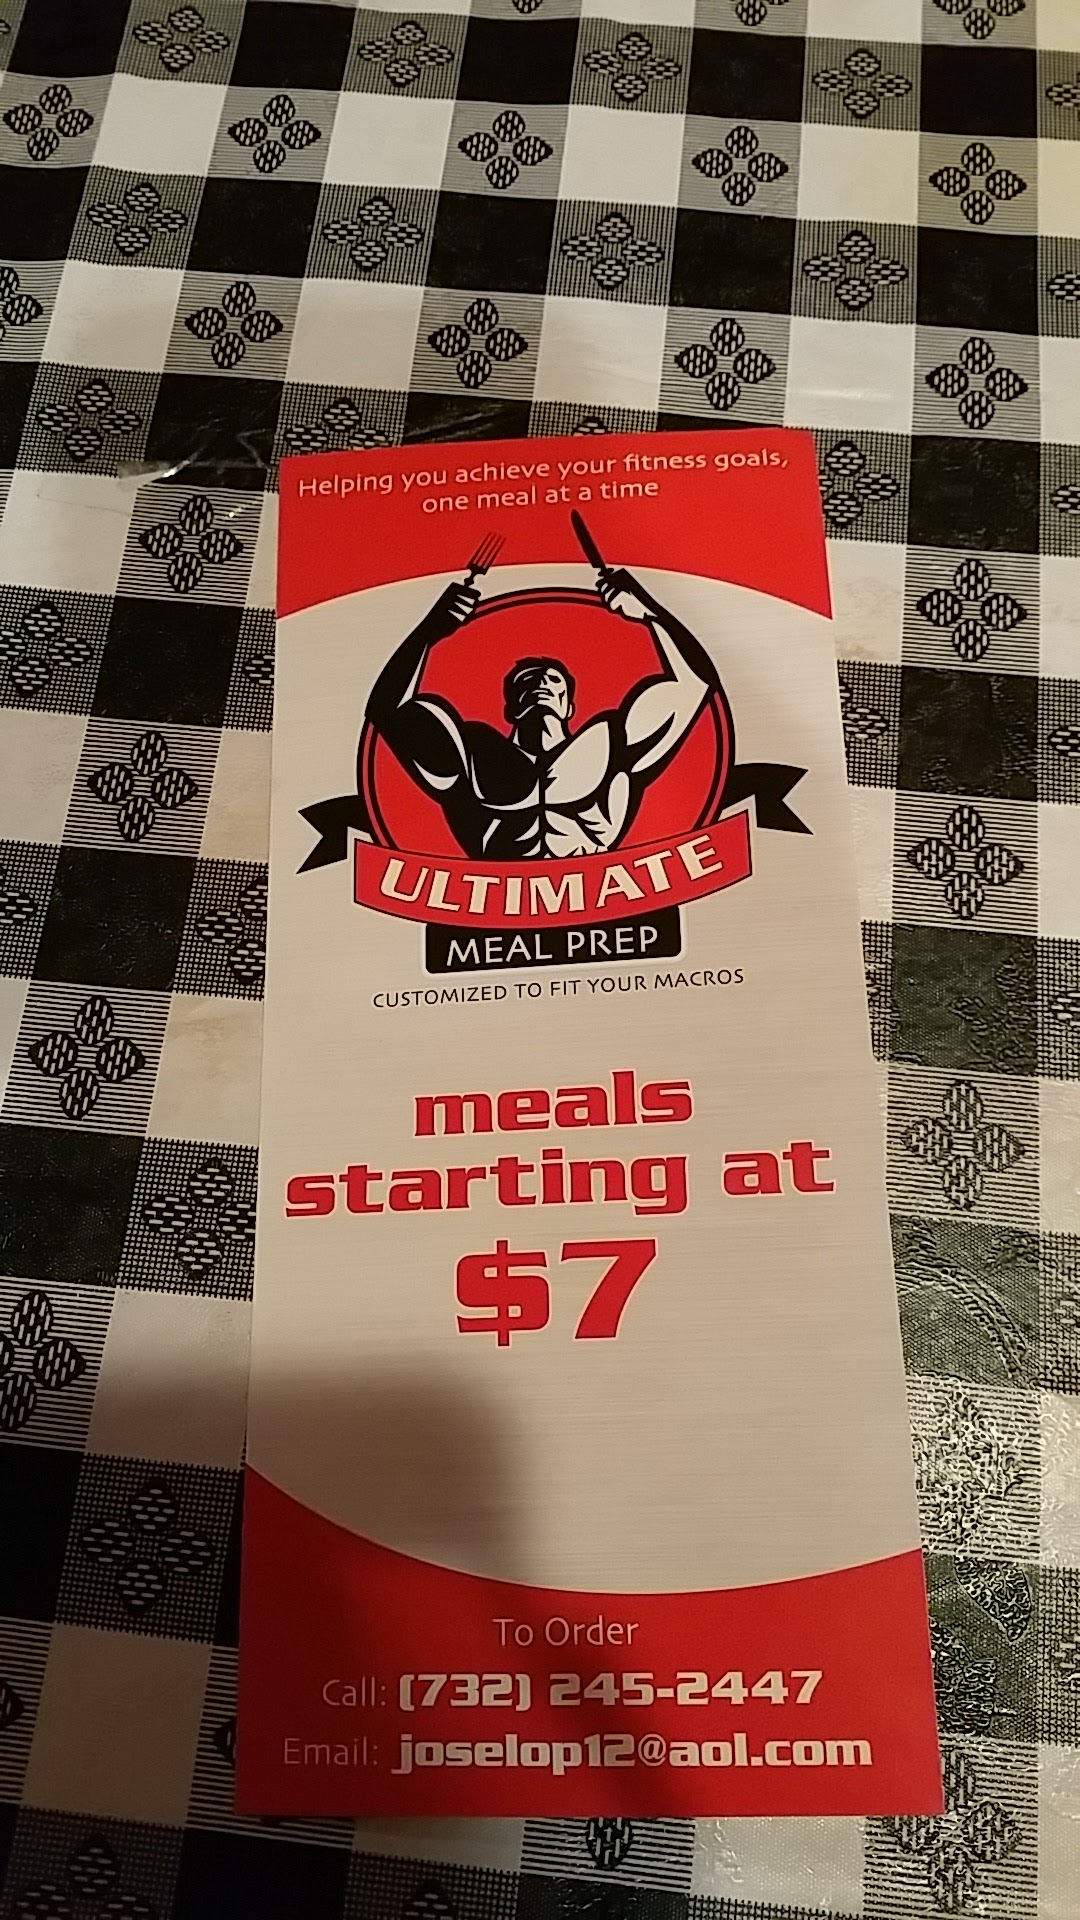 Helping you achieve your fitness goals,
one meal at a time
ULTIMATE
MEAL PREP
CUSTOMIZED TO FIT YOUR MACROS
meals
starting at
$7
To Order
Call: (732) 245-2447
Email: joselop12@aol.com